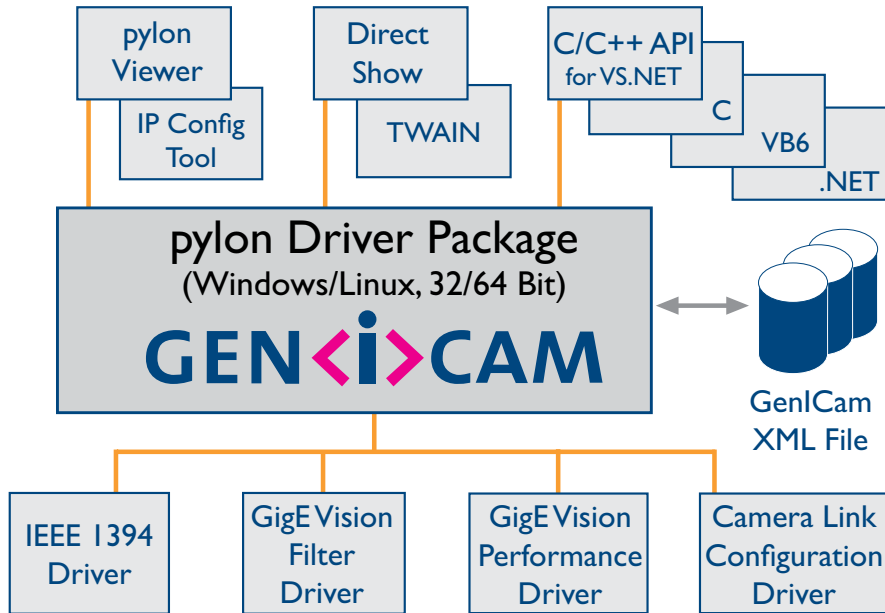 pylon
Viewer
IP Config
Tool
Direct
Show
TWAIN
C/C++ API
for VS.NET
C
VB6
.NET
pylon Driver Package
(Windows/Linux, 32/64 Bit)
GEN<i>CAM
GenICam
XML File
IEEE 1394
Driver
GigE Vision
Filter
Driver
GigE Vision
Performance
Driver
Camera Link
Configuration
Driver